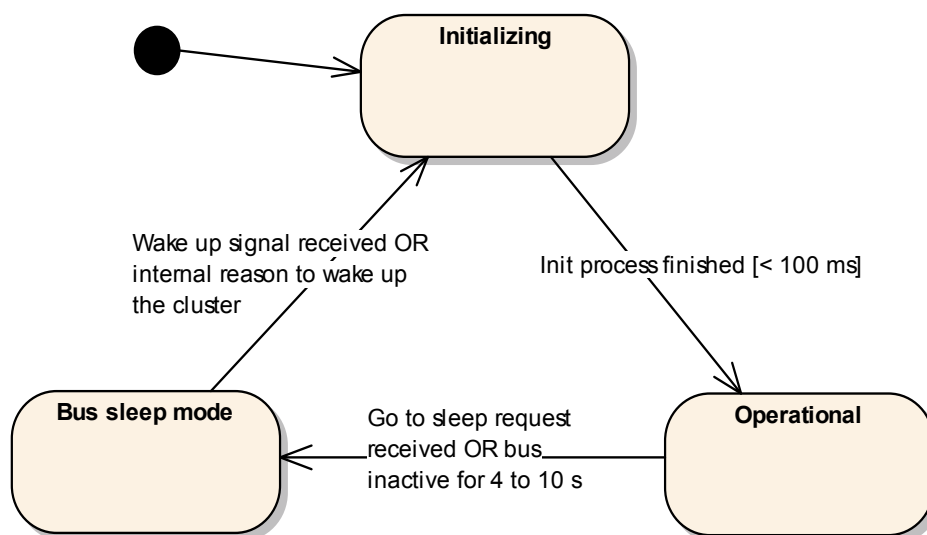 Initializing
Wake up signal received OR
internal reason to wake up
the cluster
Init process finished [< 100 ms]
Bus sleep mode
Go to sleep request
received OR bus
inactive for 4 to 10 s
Operational